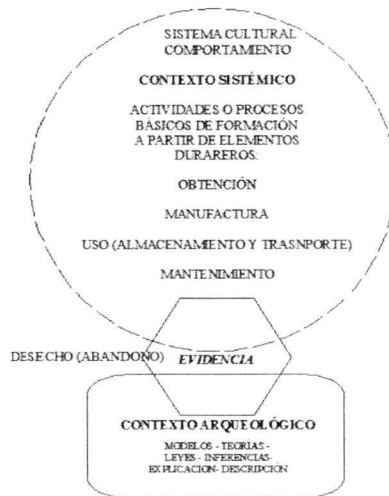 SISTEMA CULTURAL
COMPORTAMIENTO
CONTEXTO SISTÉMICO
ACTIVIDADES O PROCESOS
BÁSICOS DE FORMACIÓN
A PARTIR DE ELEMENTOS
DURAREROS:
OBTENCIÓN
MANUFACTURA
USO (ALMACENAMIENTO Y TRASNPORTE)
MANTENIMIENTO
DESECHO (ABANDONO) EVIDENCIA
CONTEXTO ARQUEOLÓGICO
MODELOS - TEORÍAS -
LEYES - INFERENCIAS-
EXPLICACION- DESCRIPCIÓN